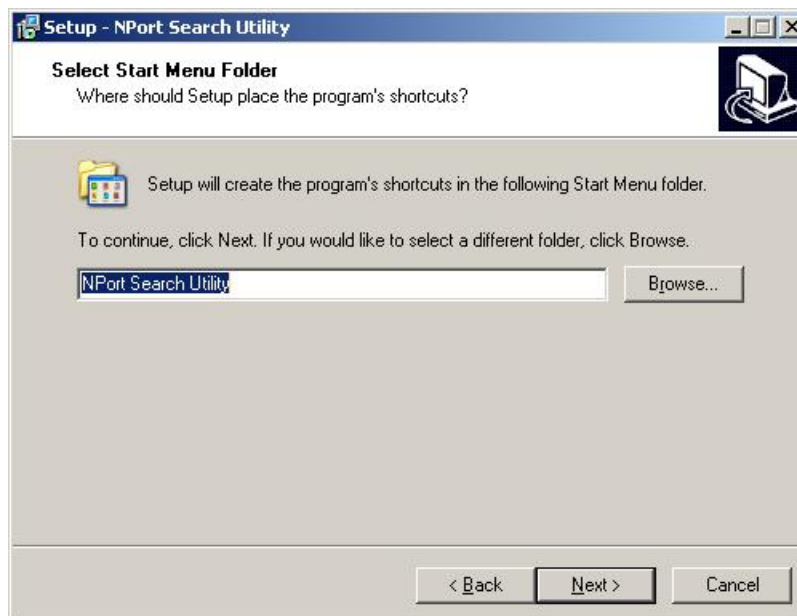 Setup - NPort Search Utility
Select Start Menu Folder
Where should Setup place the program's shortcuts?
Setup will create the program's shortcuts in the following Start Menu folder.
To continue, click Next. If you would like to select a different folder, click Browse.
NPort Search Utility
Browse...
< Back
Next >
Cancel